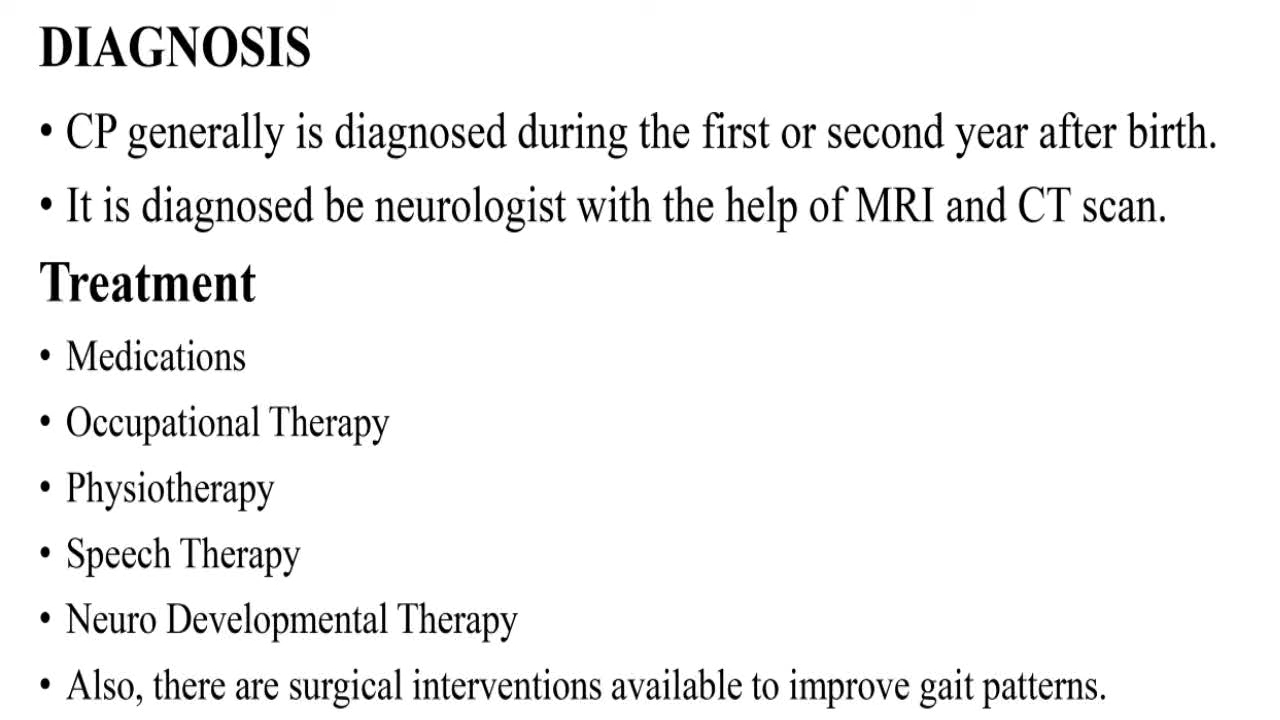 DIAGNOSIS
• CP generally is diagnosed during the first or second year after birth.
• It is diagnosed be neurologist with the help of MRI and CT scan.
Treatment
• Medications
• Occupational Therapy
• Physiotherapy
• Speech Therapy
• Neuro Developmental Therapy
• Also, there are surgical interventions available to improve gait patterns.